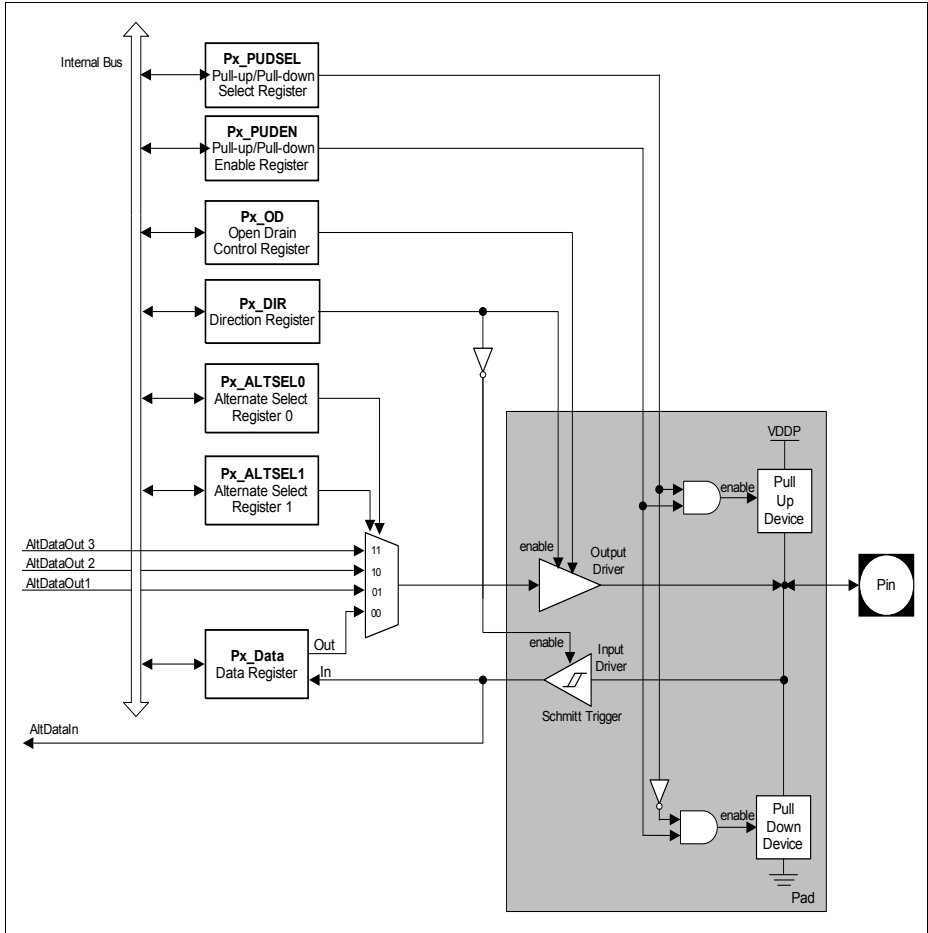 Internal Bus
Px_PUDSEL
Pull-up/Pull-down
Select Register
Px_PUDEN
Pull-up/Pull-down
Enable Register
Px_OD
Open Drain
Control Register
Px_DIR
Direction Register
Px_ALTSEL0
Alternate Select
Register 0
Px_ALTSEL1
Alternate Select
Register 1
AltDataOut 3
AltDataOut 2
AltDataOut1
11
10
01
00
Px_Data
Data Register
Out
In
AltDataIn
enable
Output
Driver
enable
Input
Driver
Schmitt Trigger
VDDP
enable
Pull
Up
Device
Pin
enable
Pull
Down
Device
Pad